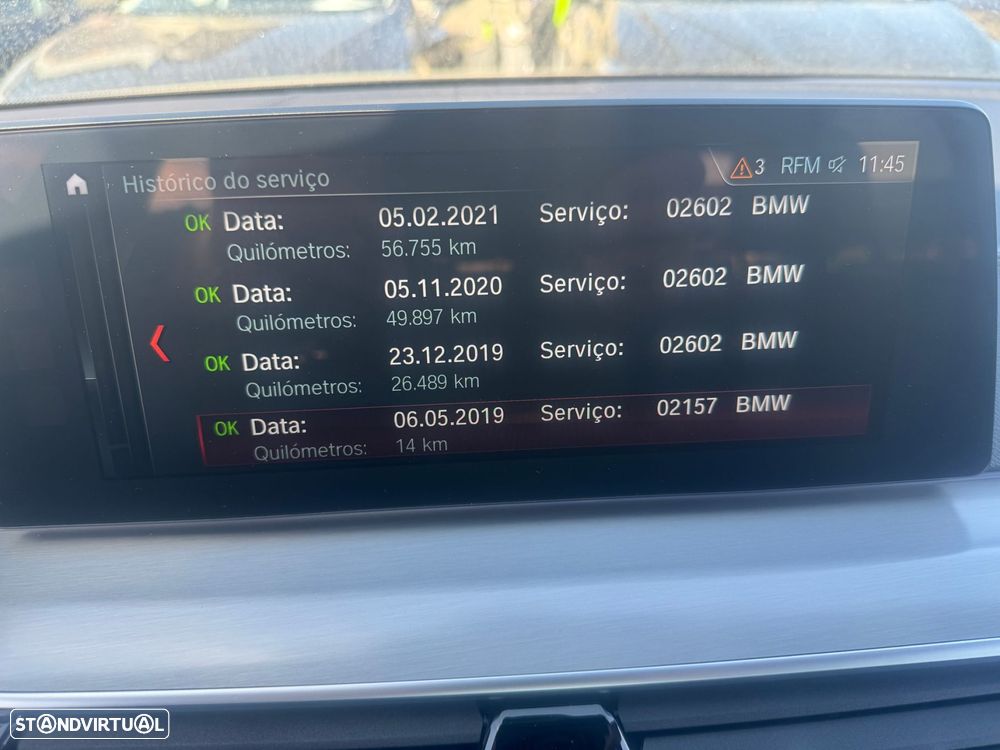 Histórico do serviço
3 RFM 11:45
OK Data: 05.02.2021 Serviço: 02602 BMW
Quilómetros: 56.755 km
OK Data: 05.11.2020 Serviço: 02602 BMW
Quilómetros: 49.897 km
OK Data: 23.12.2019 Serviço: 02602 BMW
Quilómetros: 26.489 km
OK Data: 06.05.2019 Serviço: 02157 BMW
Quilómetros: 14 km
STANDVIRTUAL